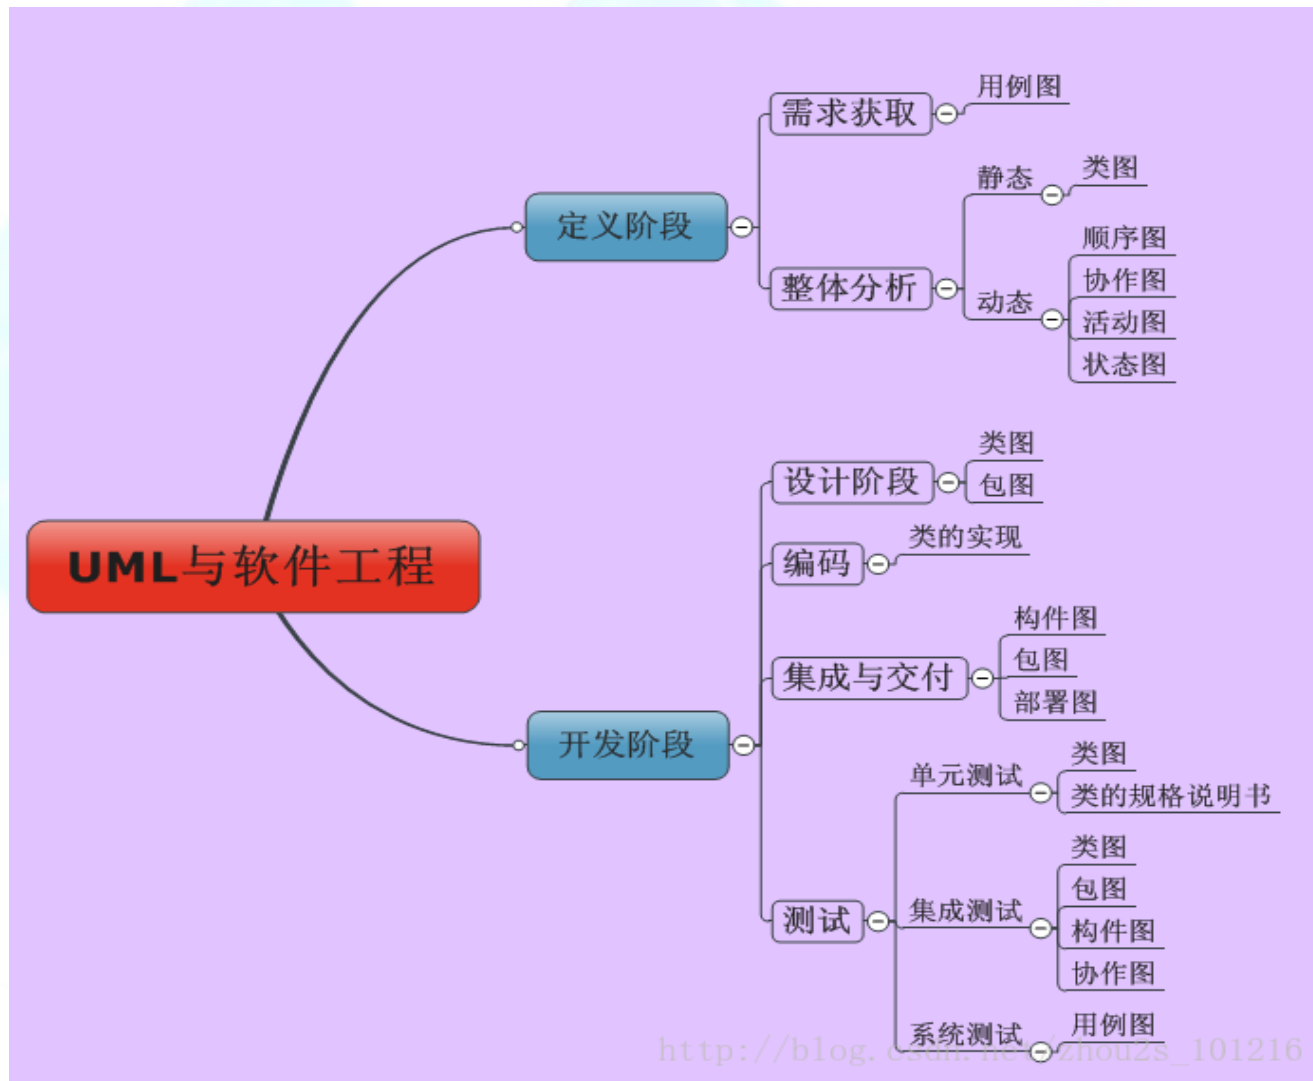 UML与软件工程
定义阶段
需求获取
用例图
整体分析
静态
类图
动态
顺序图
协作图
活动图
状态图
开发阶段
设计阶段
类图
包图
编码
类的实现
集成与交付
构件图
包图
部署图
测试
单元测试
类图
类的规格说明书
集成测试
类图
包图
构件图
协作图
系统测试
用例图
http://blog.csdn.net/zhou2s_101216